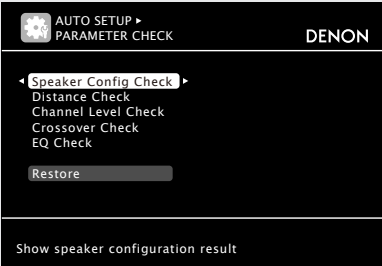 AUTO SETUP ▸
PARAMETER CHECK
DENON
◂ Speaker Config Check ▸
Distance Check
Channel Level Check
Crossover Check
EQ Check
Restore
Show speaker configuration result